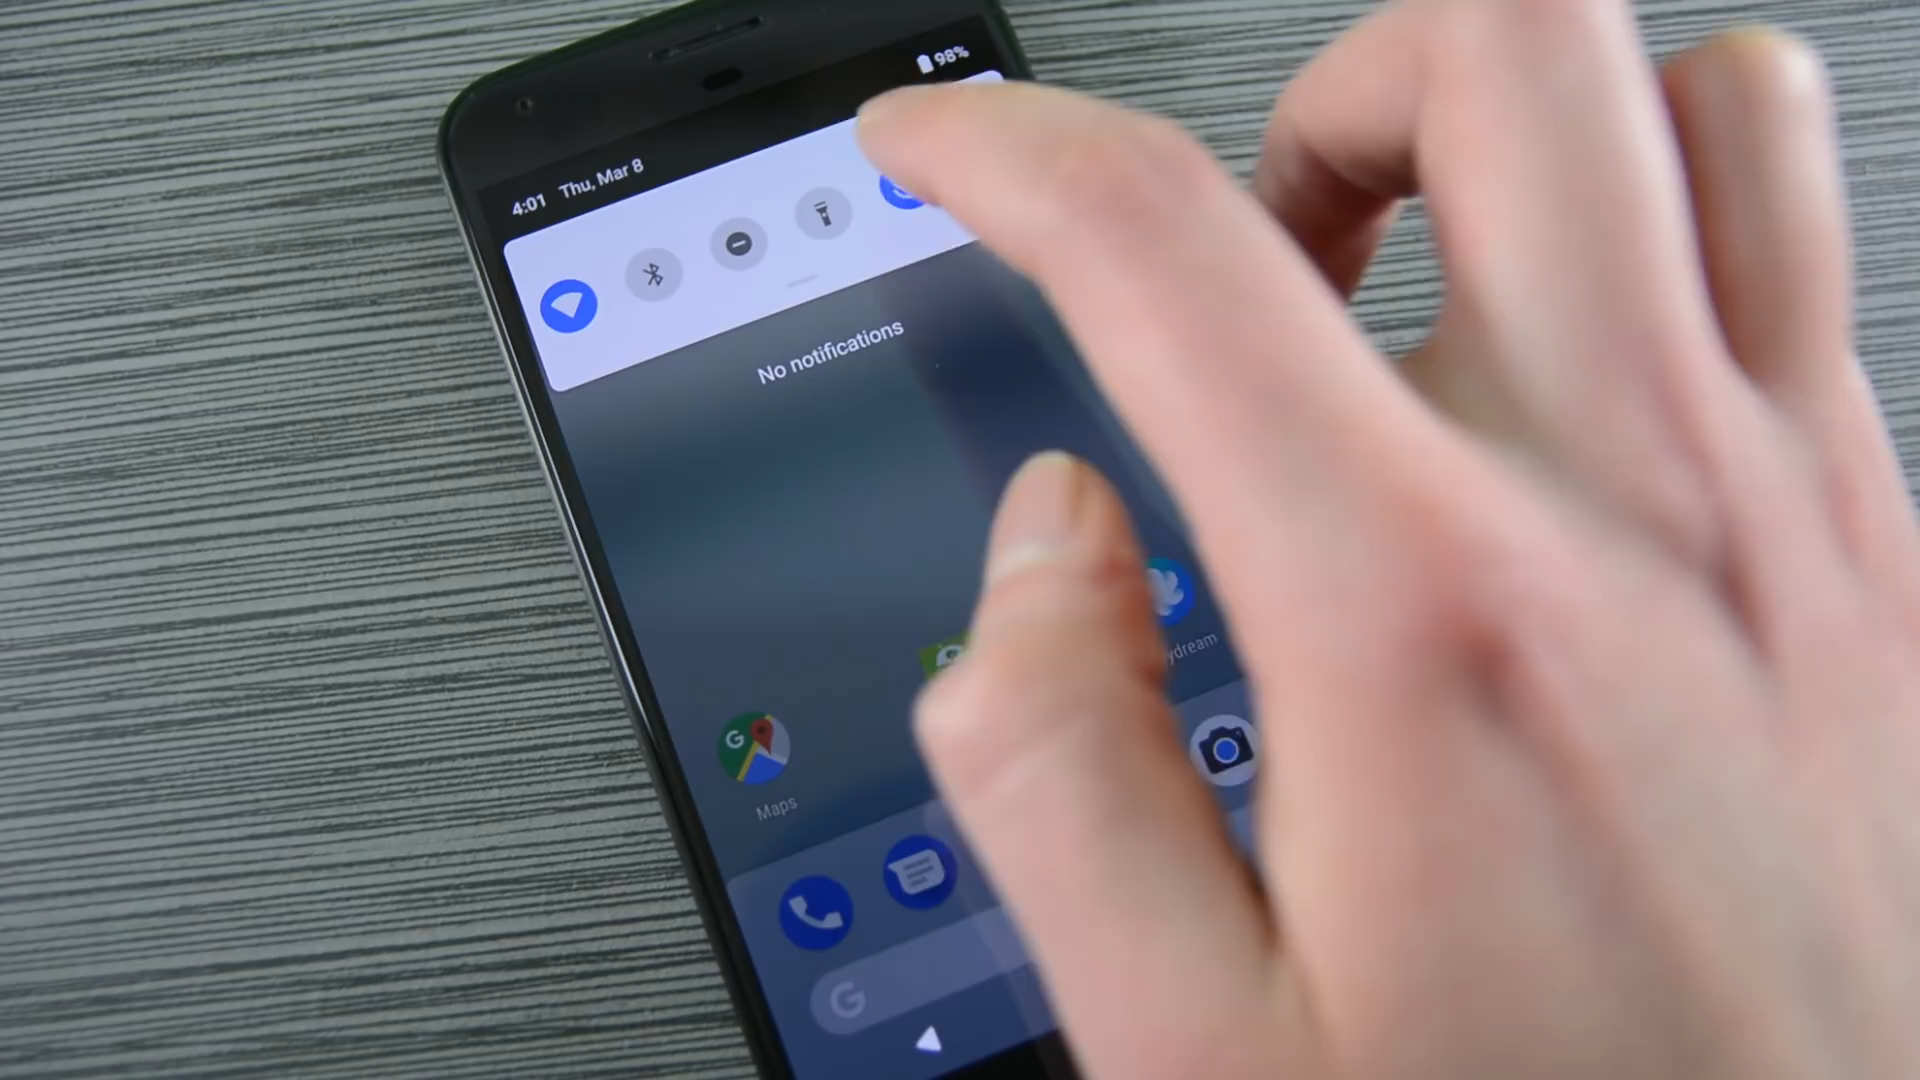 98%
4:01 Thu, Mar 8
No notifications
ydream
G
Maps
G